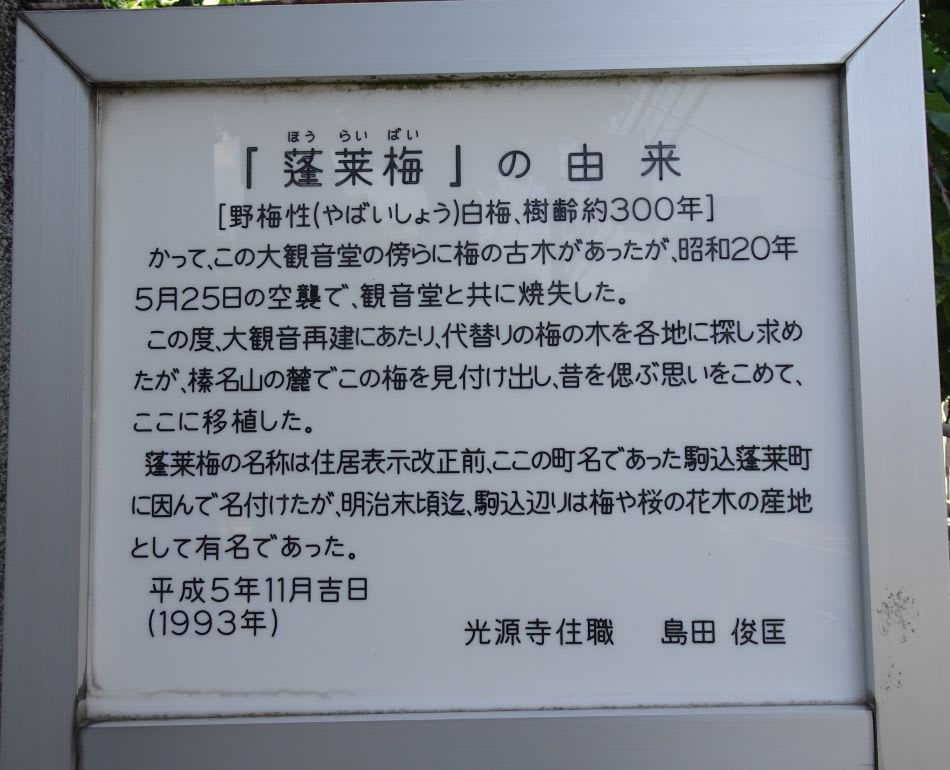 ほう らい ばい
「蓬莱梅」の由来
[野梅性(やばいしょう)白梅、樹齢約300年]
かって、この大観音堂の傍らに梅の古木があったが、昭和20年
5月25日の空襲で、観音堂と共に焼失した。
この度、大観音再建にあたり、代替りの梅の木を各地に探し求め
たが、榛名山の麓でこの梅を見付け出し、昔を偲ぶ思いをこめて、
ここに移植した。
蓬莱梅の名称は住居表示改正前、ここの町名であった駒込蓬莱町
に因んで名付けたが、明治末頃迄、駒込辺りは梅や桜の花木の産地
として有名であった。
平成5年11月吉日
(1993年)
光源寺住職 島田 俊匡